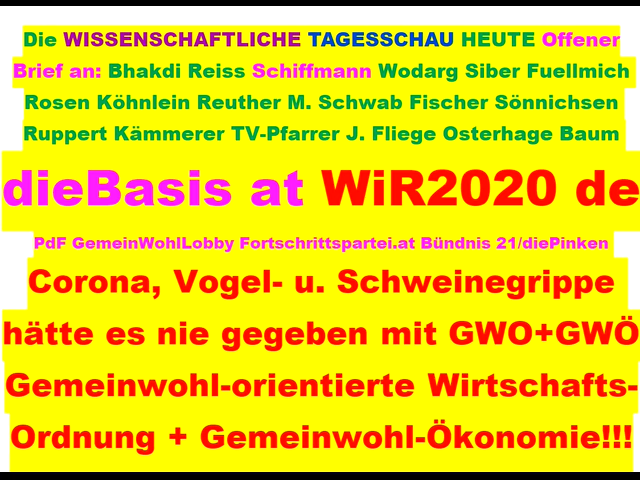 Die WISSENSCHAFTLICHE TAGESSCHAU HEUTE Offener
Brief an: Bhakdi Reiss Schiffmann Wodarg Siber Fuellmich
Rosen Köhnlein Reuther M. Schwab Fischer Sönnichsen
Ruppert Kämmerer TV-Pfarrer J. Fliege Osterhage Baum
dieBasis at WiR2020 de
PdF GemeinWohlLobby Fortschrittspartei.at Bündnis 21/diePinken
Corona, Vogel- u. Schweinegrippe
hätte es nie gegeben mit GWO+GWÖ
Gemeinwohl-orientierte Wirtschafts-
Ordnung + Gemeinwohl-Ökonomie!!!